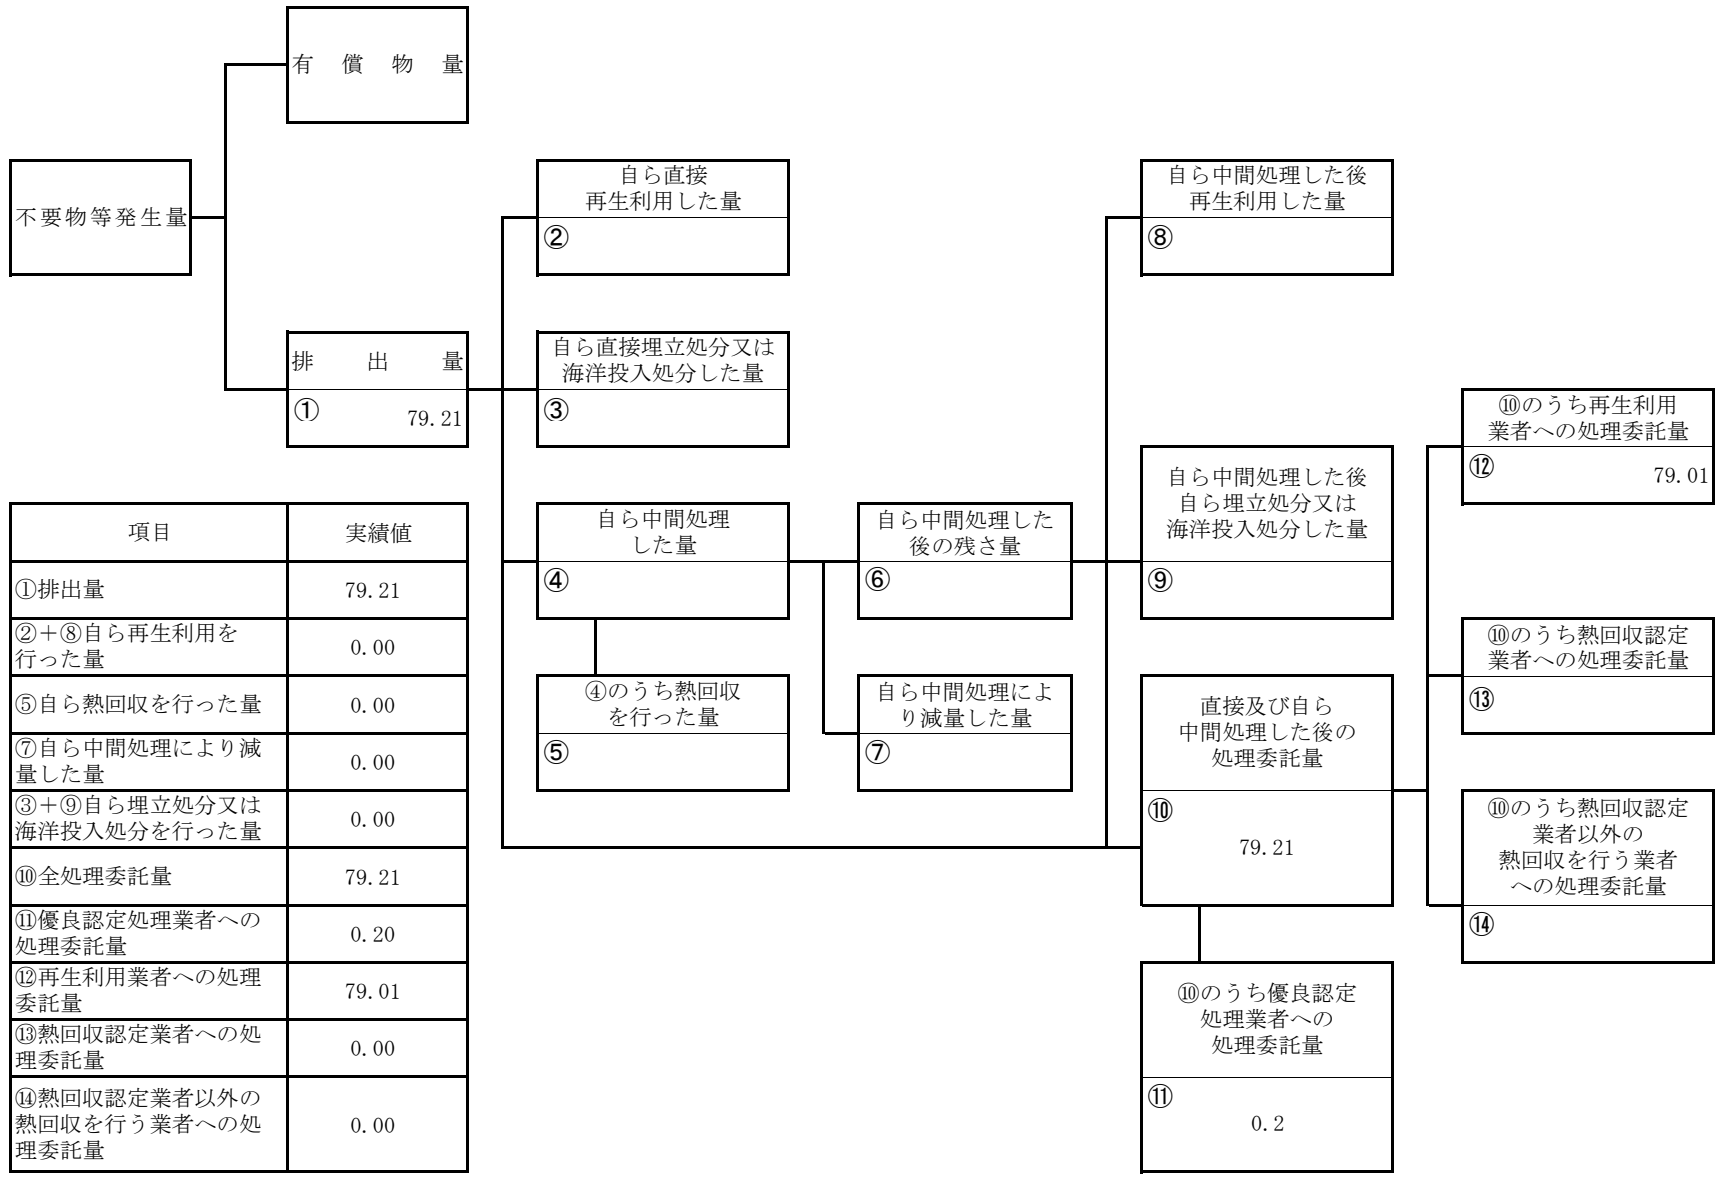 有償物量
不要物等発生量
排出量
①
79.21
自ら直接
再生利用した量
②
自ら直接埋立処分又は
海洋投入処分した量
③
自ら中間処理
した量
④
④のうち熱回収
を行った量
⑤
自ら中間処理した
後の残さ量
⑥
自ら中間処理によ
り減量した量
⑦
自ら中間処理した後
再生利用した量
⑧
自ら中間処理した後
自ら埋立処分又は
海洋投入処分した量
⑨
直接及び自ら
中間処理した後の
処理委託量
⑩
79.21
⑩のうち優良認定
処理業者への
処理委託量
⑪
0.2
⑩のうち再生利用
業者への処理委託量
⑫
79.01
⑩のうち熱回収認定
業者への処理委託量
⑬
⑩のうち熱回収認定
業者以外の
熱回収を行う業者
への処理委託量
⑭
項目
実績値
①排出量
79.21
②+⑧自ら再生利用を
行った量
0.00
⑤自ら熱回収を行った量
0.00
⑦自ら中間処理により減
量した量
0.00
③+⑨自ら埋立処分又は
海洋投入処分を行った量
0.00
⑩全処理委託量
79.21
⑪優良認定処理業者への
処理委託量
0.20
⑫再生利用業者への処理
委託量
79.01
⑬熱回収認定業者への処
理委託量
0.00
⑭熱回収認定業者以外の
熱回収を行う業者への処
理委託量
0.00